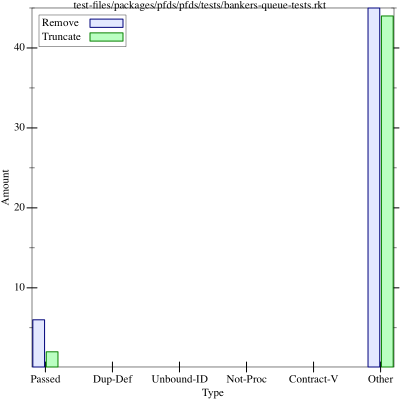 test-files/packages/pfds/pfds/tests/bankers-queue-tests.rkt
Remove
Truncate
40
30
20
10
Amount
Passed Dup-Def Unbound-ID Not-Proc Contract-V Other
Type